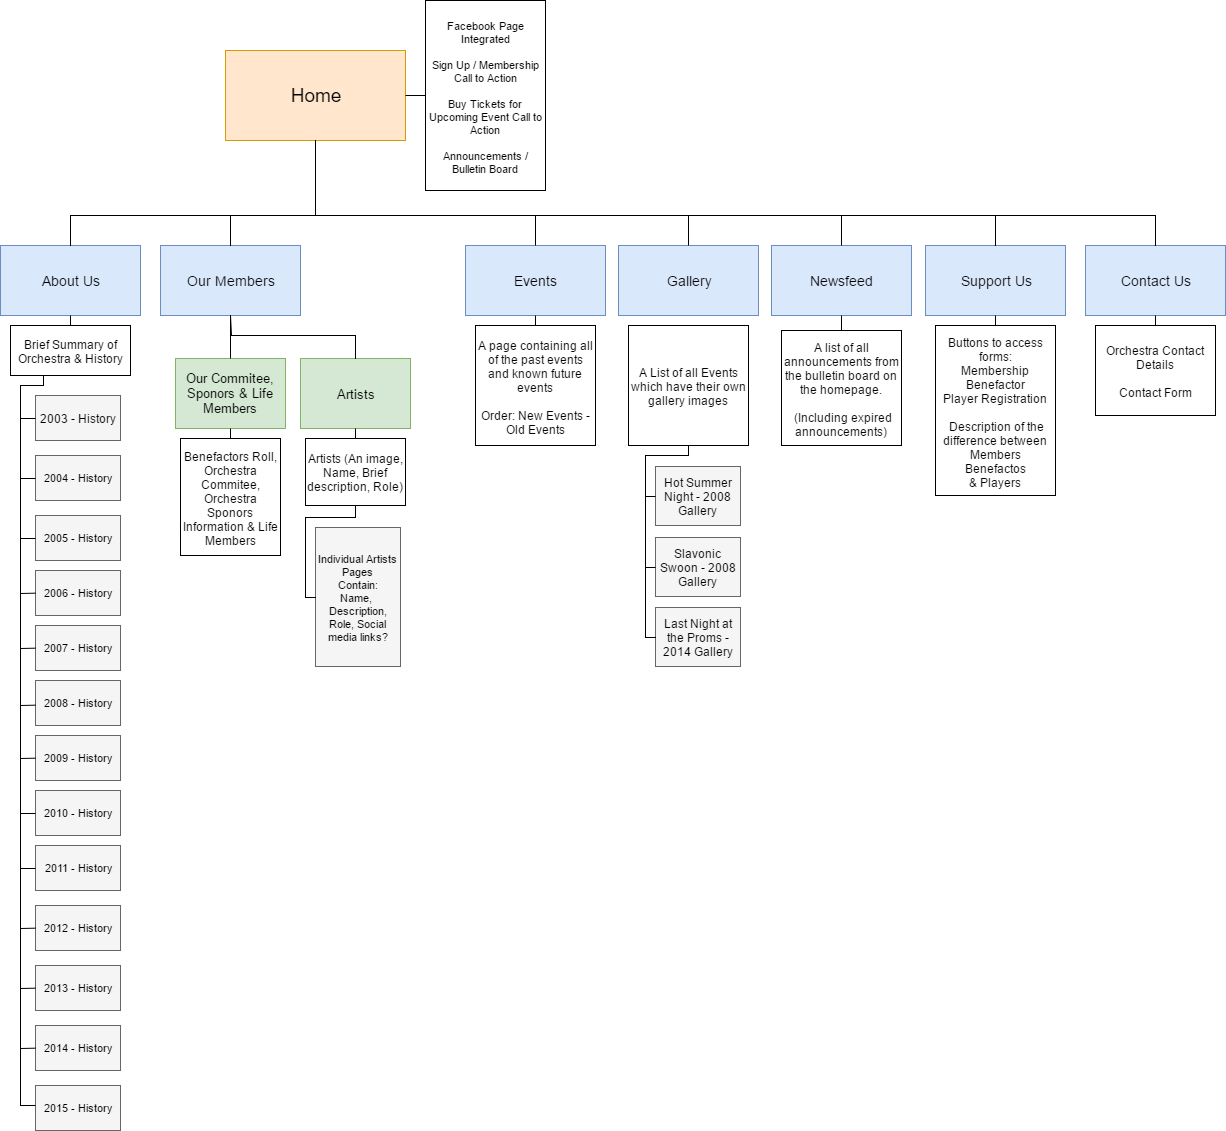 Facebook Page
Integrated
Sign Up / Membership
Call to Action
Buy Tickets for
Upcoming Event Call to
Action
Announcements /
Bulletin Board
Home
About Us
Our Members
Events
Gallery
Newsfeed
Support Us
Contact Us
Brief Summary of
Orchestra & History
2003 - History
2004 - History
2005 - History
2006 - History
2007 - History
2008 - History
2009 - History
2010 - History
2011 - History
2012 - History
2013 - History
2014 - History
2015 - History
Our Commitee,
Sponors & Life
Members
Benefactors Roll,
Orchestra
Commitee,
Orchestra
Sponors
Information & Life
Members
Artists
Artists (An image,
Name, Brief
description, Role)
Individual Artists
Pages
Contain:
Name,
Description,
Role, Social
media links?
A page containing all
of the past events
and known future
events
Order: New Events -
Old Events
A List of all Events
which have their own
gallery images
Hot Summer
Night - 2008
Gallery
Slavonic
Swoon - 2008
Gallery
Last Night at
the Proms -
2014 Gallery
A list of all
announcements from
the bulletin board on
the homepage.
(Including expired
announcements)
Buttons to access
forms:
Membership
Benefactor
Player Registration
Description of the
difference between
Members
Benefactos
& Players
Orchestra Contact
Details
Contact Form